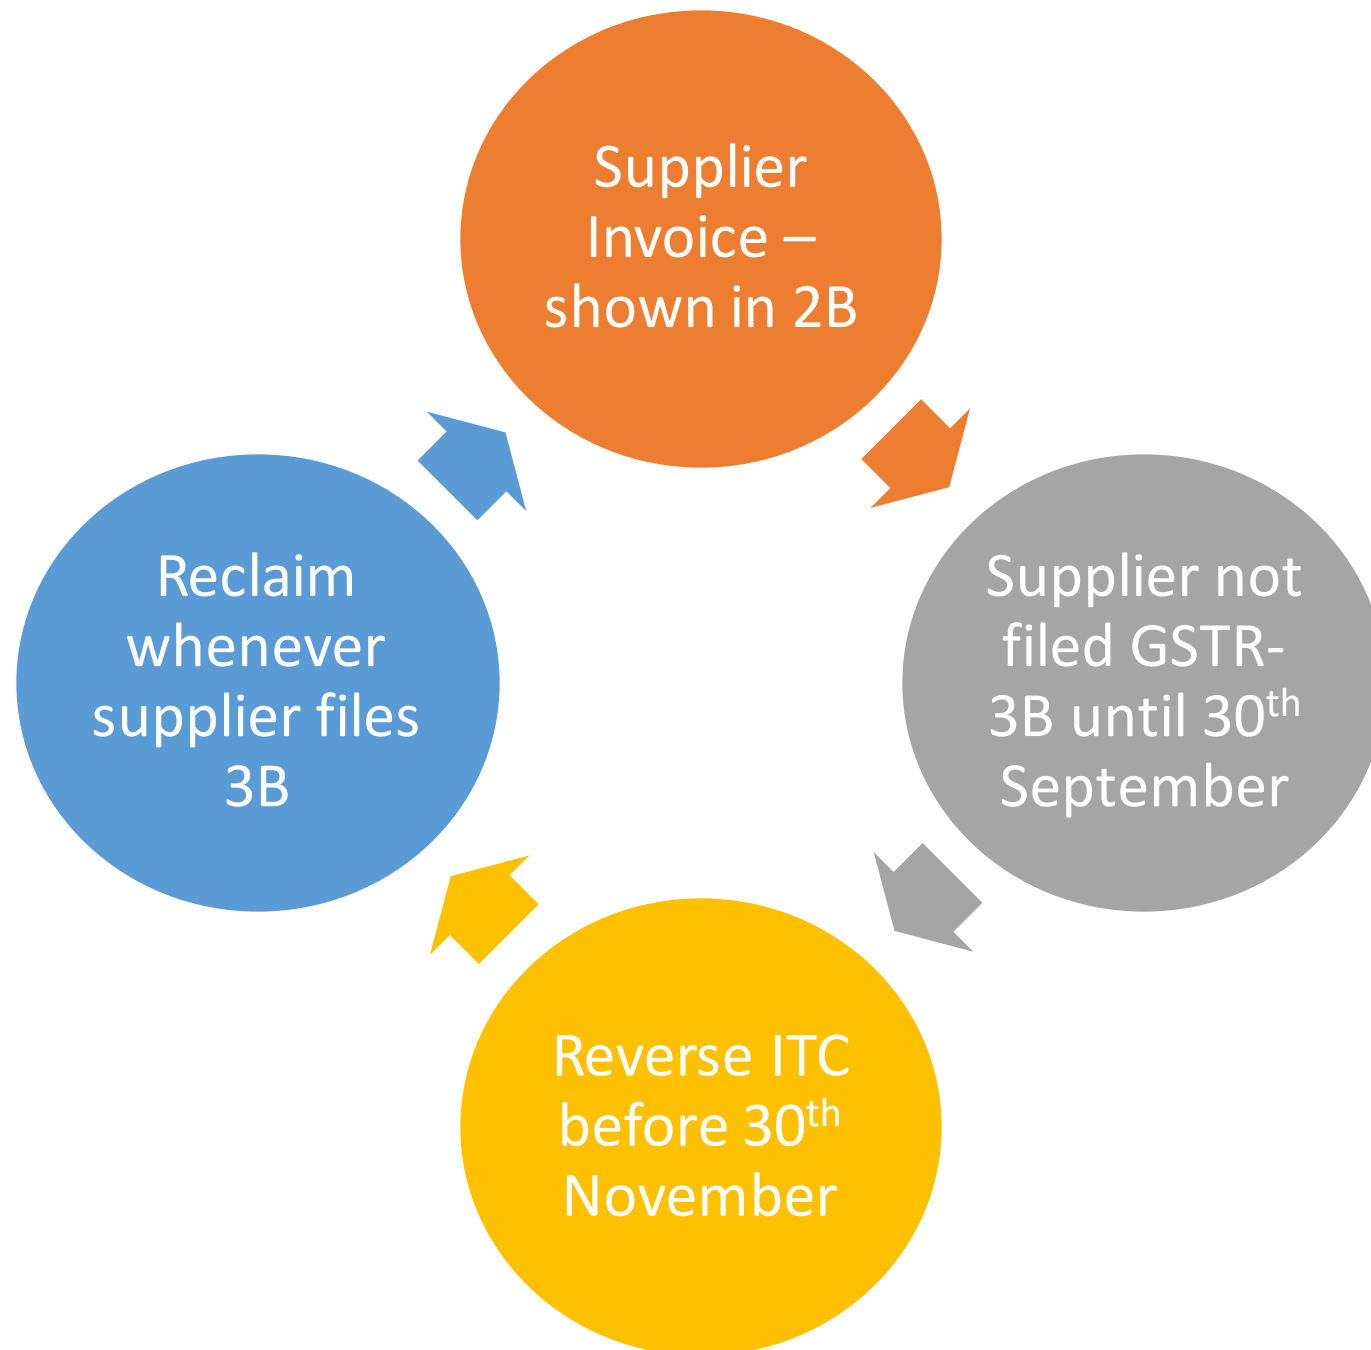 Supplier
Invoice –
shown in 2B
Supplier not
filed GSTR-
3B until 30th
September
Reverse ITC
before 30th
November
Reclaim
whenever
supplier files
3B